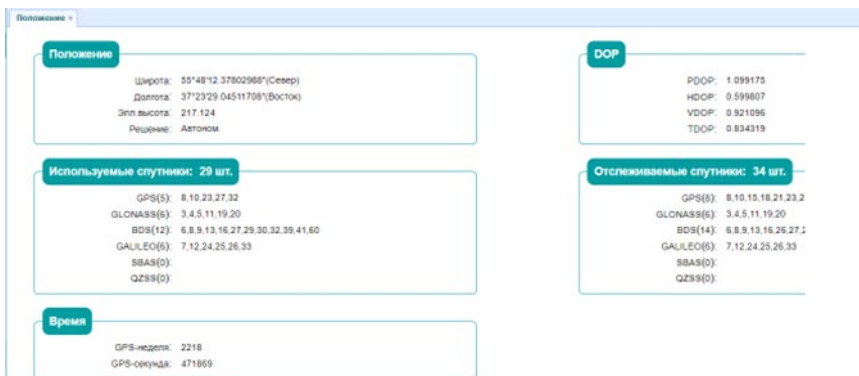 Положение ×
Положение
Широта: 55°48'12.37802988"(Север)
Долгота: 37°23'29.04511708"(Восток)
Элл.высота: 217.124
Решение: Автоном.
DOP
PDOP: 1.099175
HDOP: 0.599807
VDOP: 0.921096
TDOP: 0.834319
Используемые спутники: 29 шт.
GPS(5): 8,10,23,27,32
GLONASS(6): 3,4,5,11,19,20
BDS(12): 6,8,9,13,16,27,29,30,32,39,41,60
GALILEO(6): 7,12,24,25,26,33
SBAS(0):
QZSS(0):
Отслеживаемые спутники: 34 шт.
GPS(8): 8,10,15,18,21,23,2
GLONASS(6): 3,4,5,11,19,20
BDS(14): 6,8,9,13,16,26,27,2
GALILEO(6): 7,12,24,25,26,33
SBAS(0):
QZSS(0):
Время
GPS-неделя: 2218
GPS-секунда: 471869